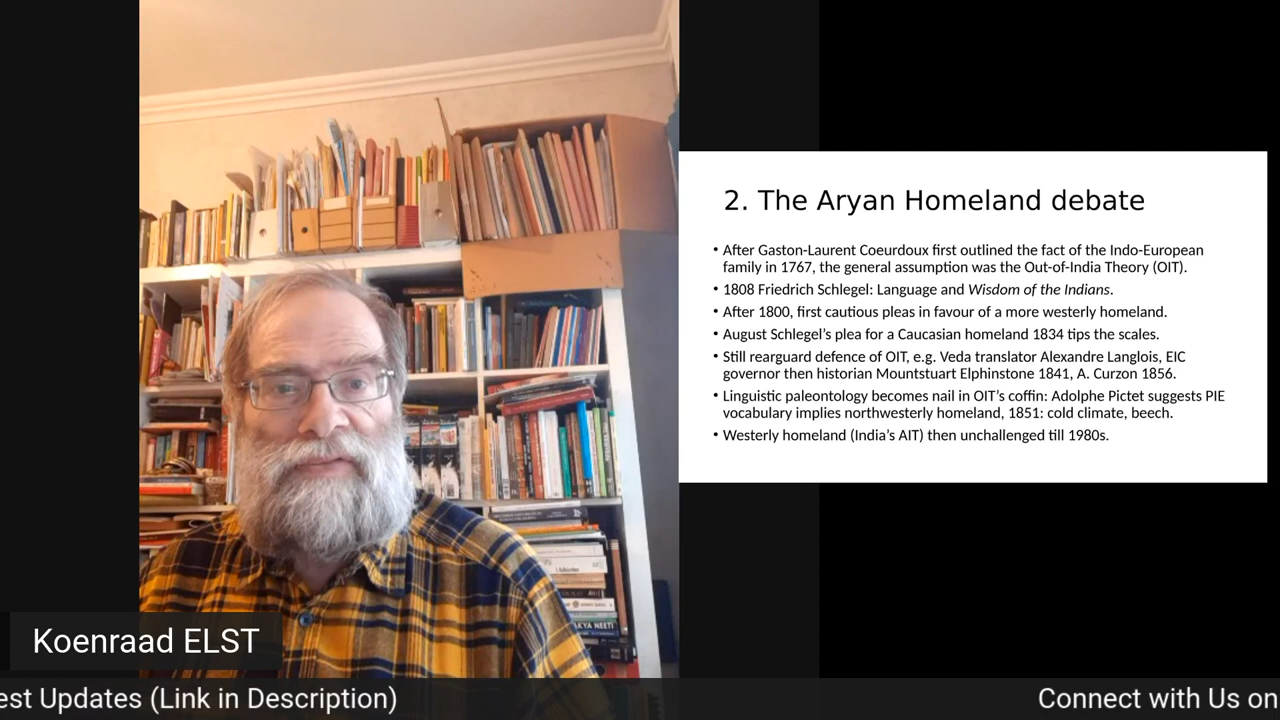 2. The Aryan Homeland debate
• After Gaston-Laurent Coeurdoux first outlined the fact of the Indo-European
family in 1767, the general assumption was the Out-of-India Theory (OIT).
• 1808 Friedrich Schlegel: Language and Wisdom of the Indians.
• After 1800, first cautious pleas in favour of a more westerly homeland.
• August Schlegel’s plea for a Caucasian homeland 1834 tips the scales.
• Still rearguard defence of OIT, e.g. Veda translator Alexandre Langlois, EIC
governor then historian Mountstuart Elphinstone 1841, A. Curzon 1856.
• Linguistic paleontology becomes nail in OIT’s coffin: Adolphe Pictet suggests PIE
vocabulary implies northwesterly homeland, 1851: cold climate, beech.
• Westerly homeland (India’s AIT) then unchallenged till 1980s.
NEETI
Koenraad ELST
est Updates (Link in Description)
Connect with Us on